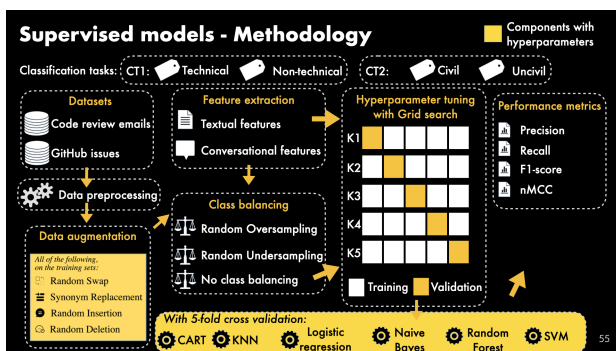 Supervised models - Methodology
Components with
hyperparameters
Classification tasks: CT1: Technical Non-technical CT2: Civil Uncivil
Datasets
Code review emails
GitHub issues
Data preprocessing
Data augmentation
All of the following,
on the training sets:
Random Swap
Synonym Replacement
Random Insertion
Random Deletion
Feature extraction
Textual features
Conversational features
Class balancing
Random Oversampling
Random Undersampling
No class balancing
Hyperparameter tuning
with Grid search
K1
K2
K3
K4
K5
Training Validation
Performance metrics
Precision
Recall
F1-score
nMCC
With 5-fold cross validation:
CART KNN Logistic regression Naive Bayes Random Forest SVM
55